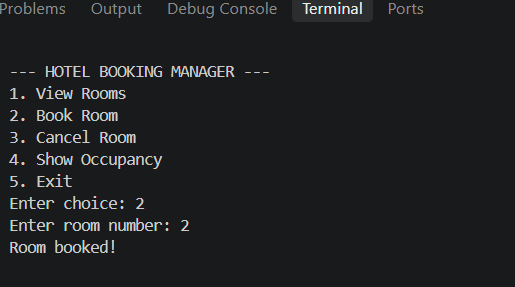 Problems Output Debug Console Terminal Ports
--- HOTEL BOOKING MANAGER ---
1. View Rooms
2. Book Room
3. Cancel Room
4. Show Occupancy
5. Exit
Enter choice: 2
Enter room number: 2
Room booked!